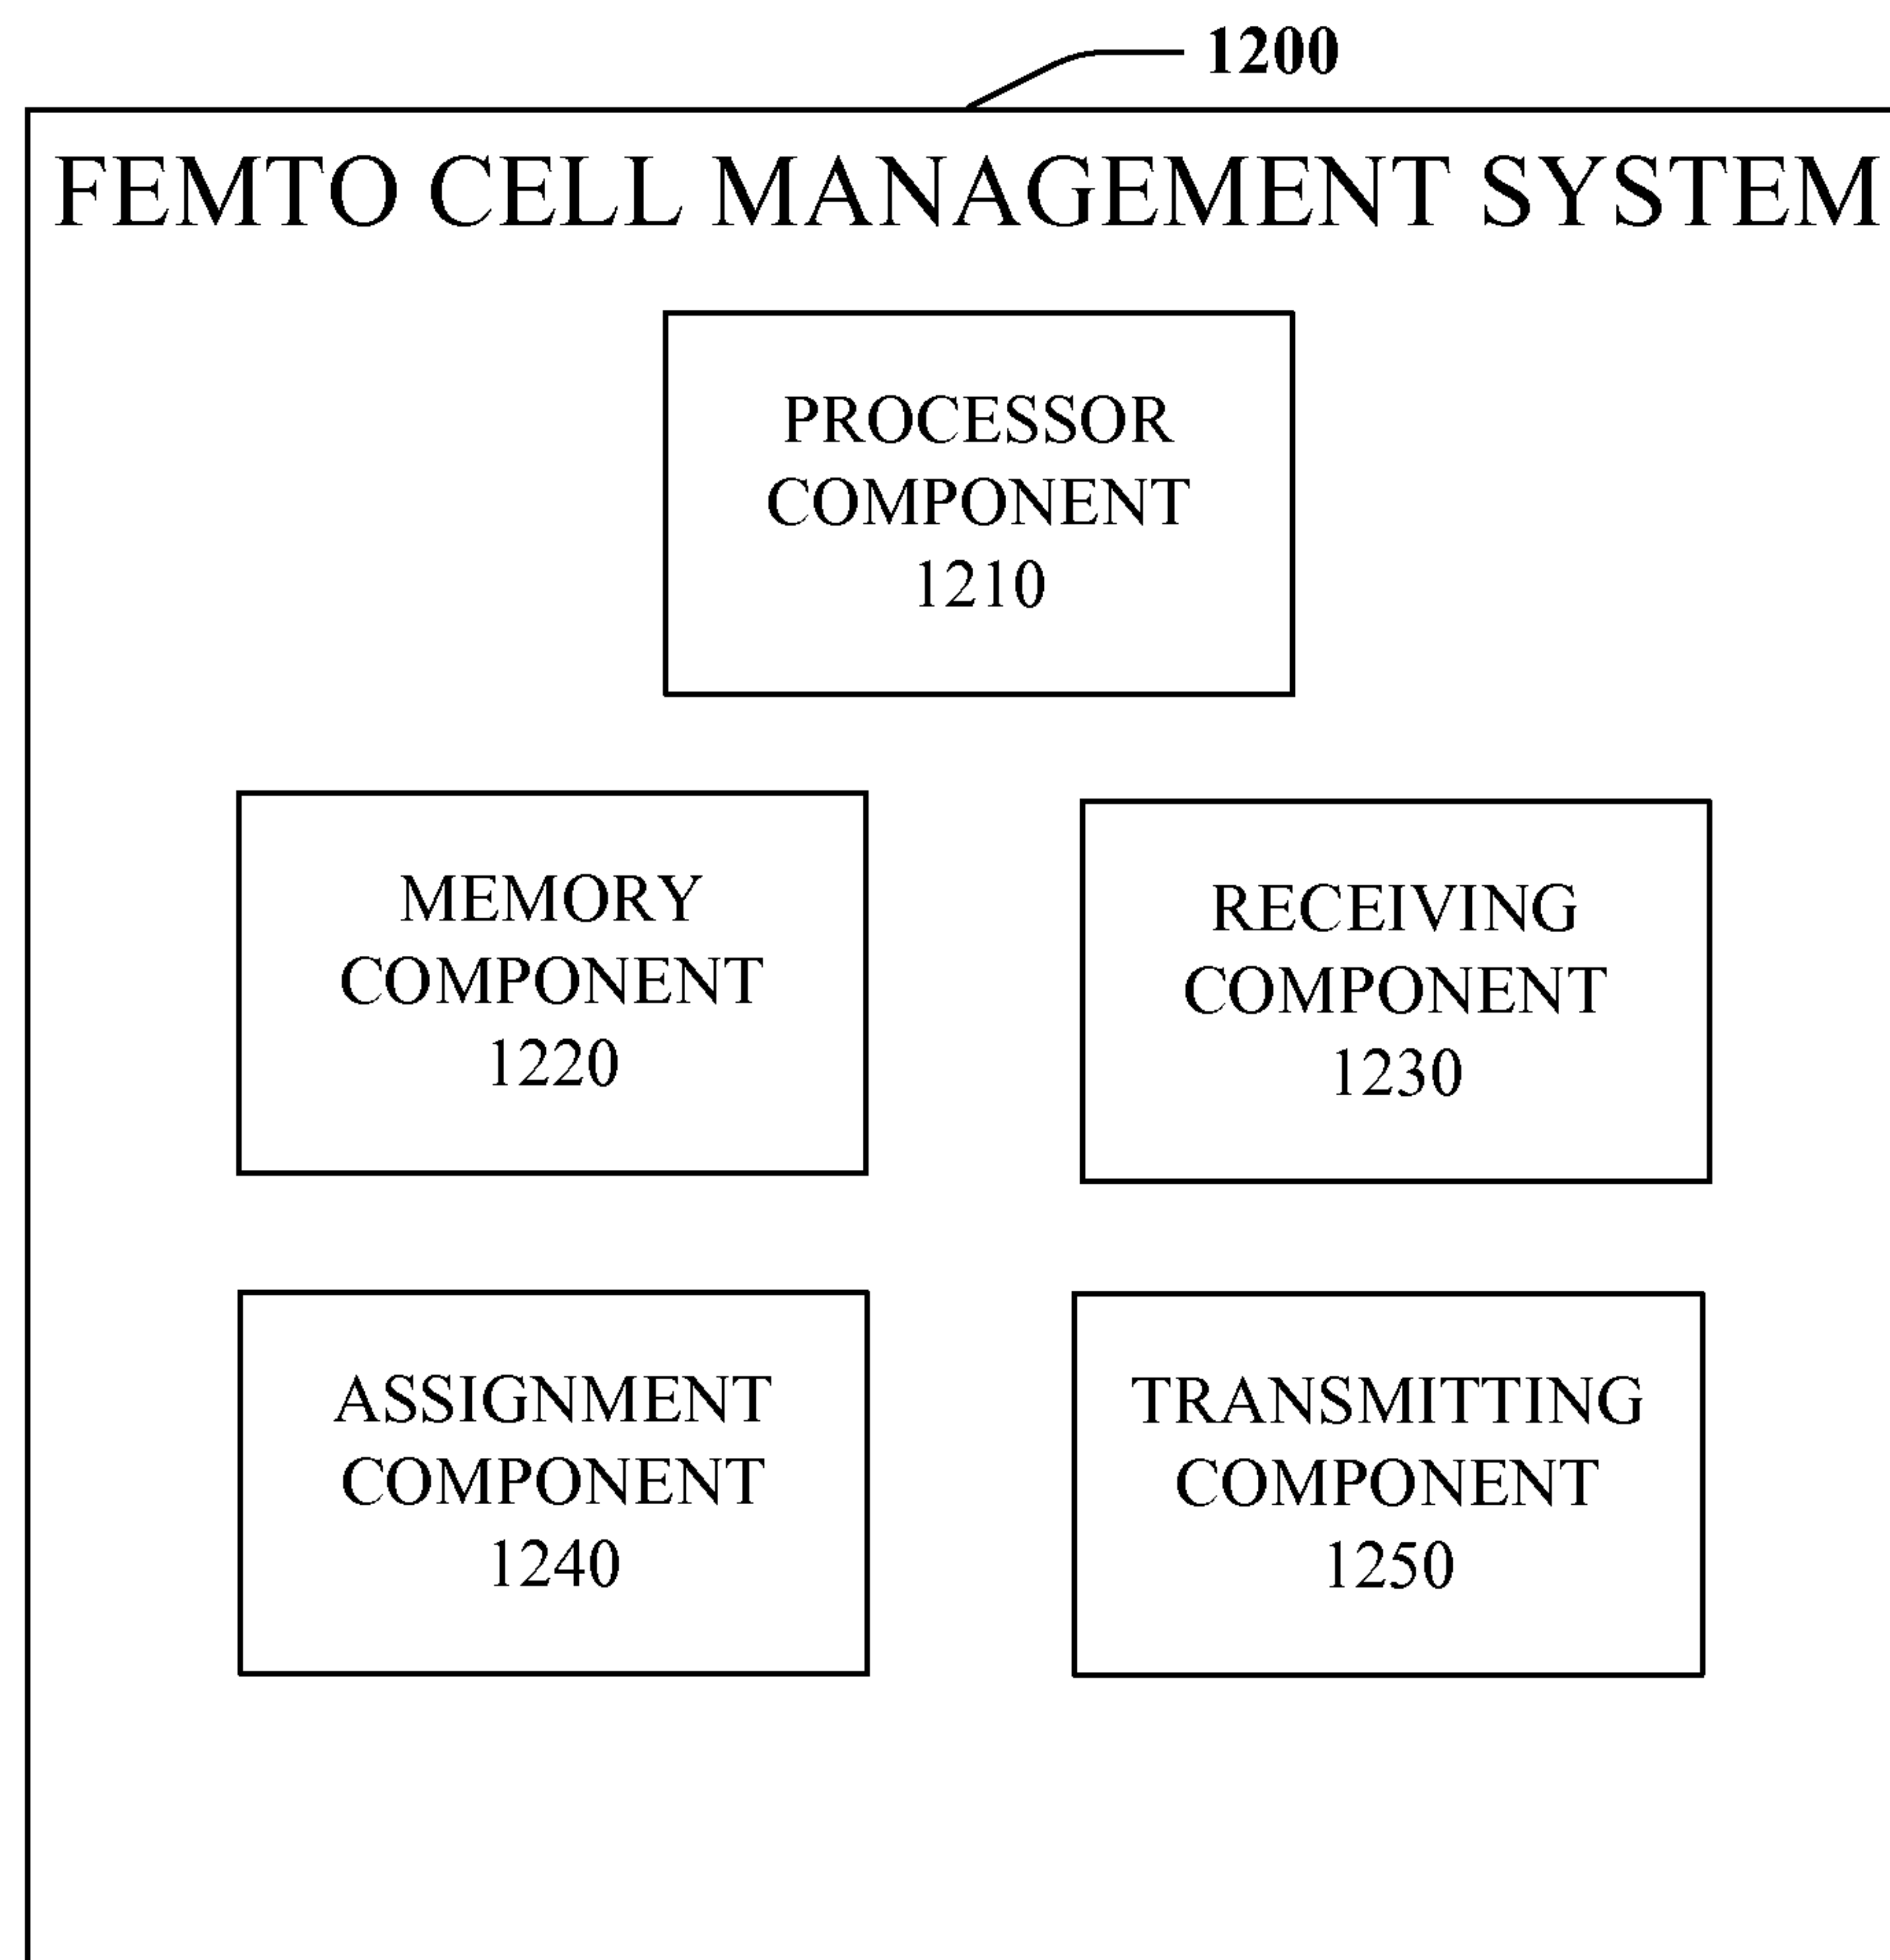 1200
FEMTO CELL MANAGEMENT SYSTEM
PROCESSOR
COMPONENT
1210
MEMORY
COMPONENT
1220
RECEIVING
COMPONENT
1230
ASSIGNMENT
COMPONENT
1240
TRANSMITTING
COMPONENT
1250